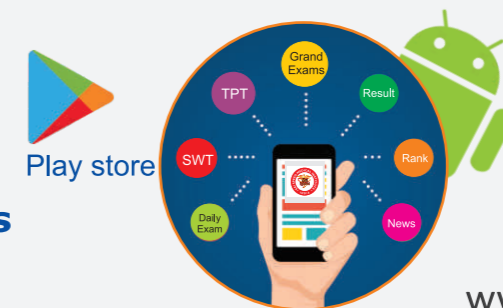 Grand
Exams
TPT
Result
Play store
SWT
Rank
Daily
Exam
News
s
w